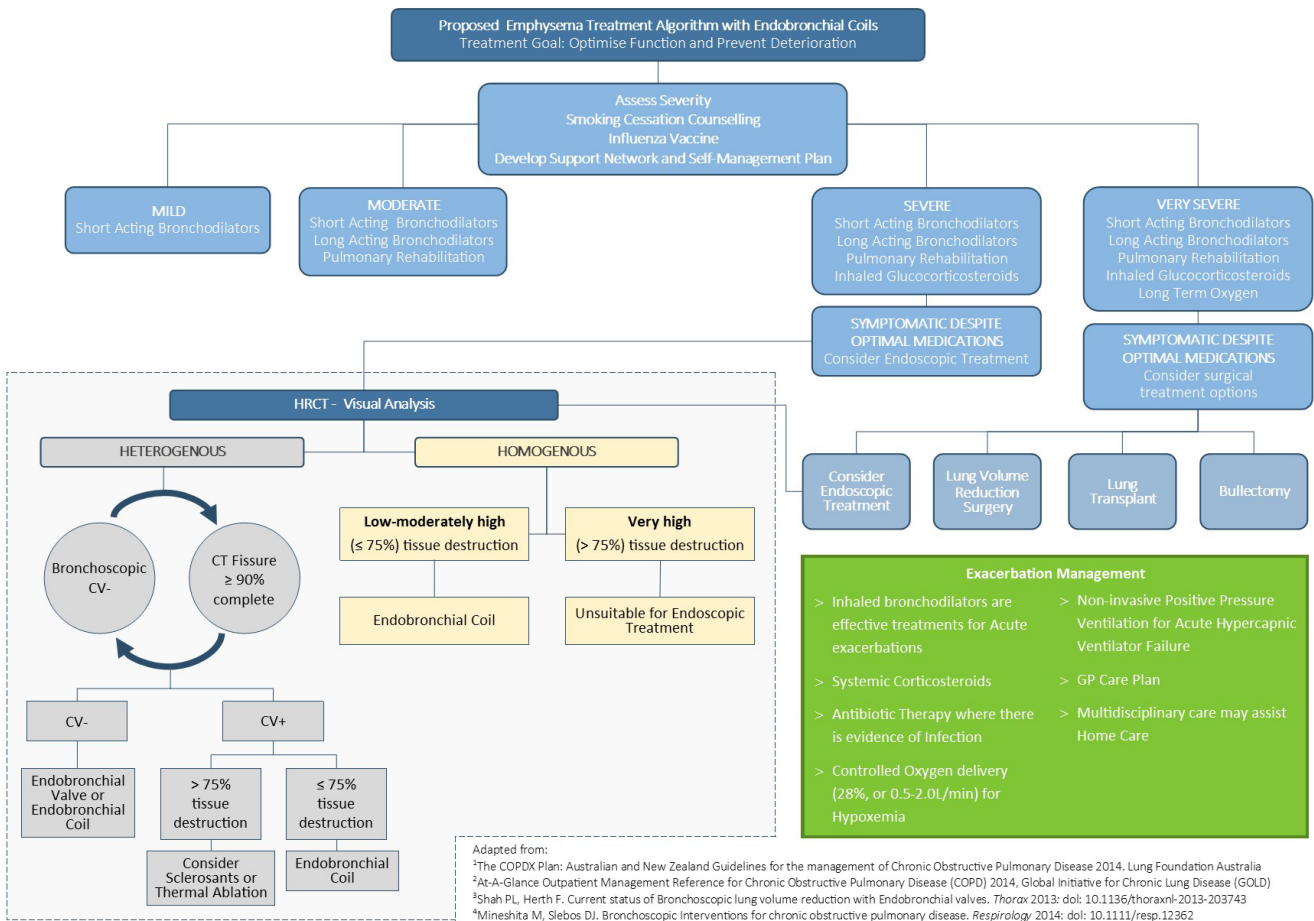 Proposed Emphysema Treatment Algorithm with Endobronchial Coils
Treatment Goal: Optimise Function and Prevent Deterioration
Assess Severity
Smoking Cessation Counselling
Influenza Vaccine
Develop Support Network and Self-Management Plan
MILD
Short Acting Bronchodilators
MODERATE
Short Acting Bronchodilators
Long Acting Bronchodilators
Pulmonary Rehabilitation
SEVERE
Short Acting Bronchodilators
Long Acting Bronchodilators
Pulmonary Rehabilitation
Inhaled Glucocorticosteroids
VERY SEVERE
Short Acting Bronchodilators
Long Acting Bronchodilators
Pulmonary Rehabilitation
Inhaled Glucocorticosteroids
Long Term Oxygen
SYMPTOMATIC DESPITE
OPTIMAL MEDICATIONS
Consider Endoscopic Treatment
SYMPTOMATIC DESPITE
OPTIMAL MEDICATIONS
Consider surgical
treatment options
HRCT - Visual Analysis
HETEROGENOUS
HOMOGENOUS
Consider
Endoscopic
Treatment
Lung Volume
Reduction
Surgery
Lung
Transplant
Bullectomy
Bronchoscopic
CV-
CT Fissure
≥ 90%
complete
Low-moderately high
(≤ 75%) tissue destruction
Very high
(> 75%) tissue destruction
Endobronchial Coil
Unsuitable for Endoscopic
Treatment
CV-
CV+
Endobronchial
Valve or
Endobronchial
Coil
> 75%
tissue
destruction
≤ 75%
tissue
destruction
Consider
Sclerosants or
Thermal Ablation
Endobronchial
Coil
Exacerbation Management
> Inhaled bronchodilators are
effective treatments for Acute
exacerbations
> Systemic Corticosteroids
> Antibiotic Therapy where there
is evidence of Infection
> Controlled Oxygen delivery
(28%, or 0.5-2.0L/min) for
Hypoxemia
> Non-invasive Positive Pressure
Ventilation for Acute Hypercapnic
Ventilator Failure
> GP Care Plan
> Multidisciplinary care may assist
Home Care
Adapted from:
¹The COPDX Plan: Australian and New Zealand Guidelines for the management of Chronic Obstructive Pulmonary Disease 2014. Lung Foundation Australia
²At-A-Glance Outpatient Management Reference for Chronic Obstructive Pulmonary Disease (COPD) 2014, Global Initiative for Chronic Lung Disease (GOLD)
³Shah PL, Herth F. Current status of Bronchoscopic lung volume reduction with Endobronchial valves. Thorax 2013: doi: 10.1136/thoraxnl-2013-203743
⁴Mineshita M, Slebos DJ. Bronchoscopic Interventions for chronic obstructive pulmonary disease. Respirology 2014: doi: 10.1111/resp.12362